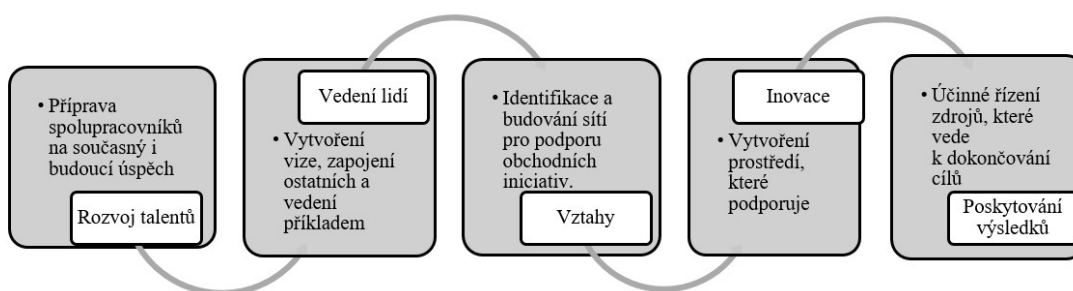 • Příprava
spolupracovníků
na současný i
budoucí úspěch
Rozvoj talentů
Vedení lidí
• Vytvoření
vize, zapojení
ostatních a
vedení
příkladem
• Identifikace a
budování sítí
pro podporu
obchodních
iniciativ.
Vztahy
Inovace
• Vytvoření
prostředí,
které
podporuje
• Účinné řízení
zdrojů, které
vede
k dokončování
cílů
Poskytování
výsledků